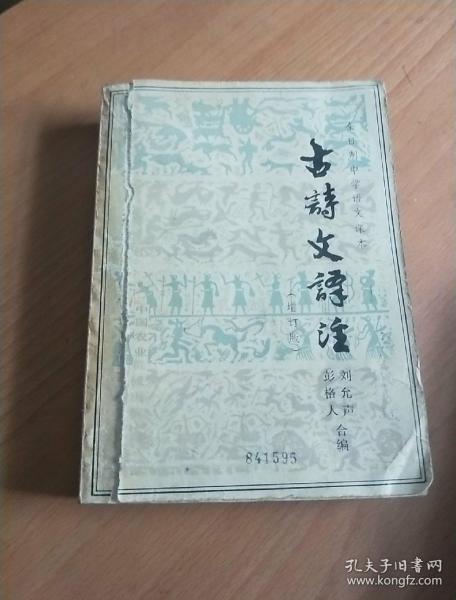 全日制中学语文课本
古詩文譯注
(增订版)
刘允声
彭格人
合编
841595
孔夫子旧书网
www.kongfz.com